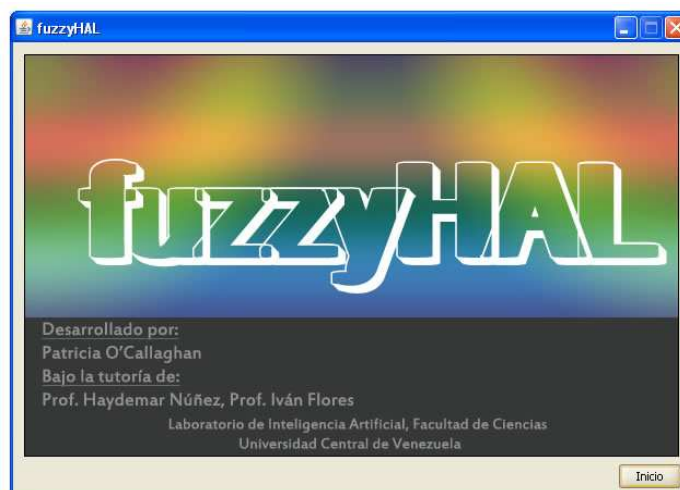 fuzzyHAL
fuzzyHAL
Desarrollado por:
Patricia O'Callaghan
Bajo la tutoría de:
Prof. Haydemar Núñez, Prof. Iván Flores
Laboratorio de Inteligencia Artificial, Facultad de Ciencias
Universidad Central de Venezuela
Inicio